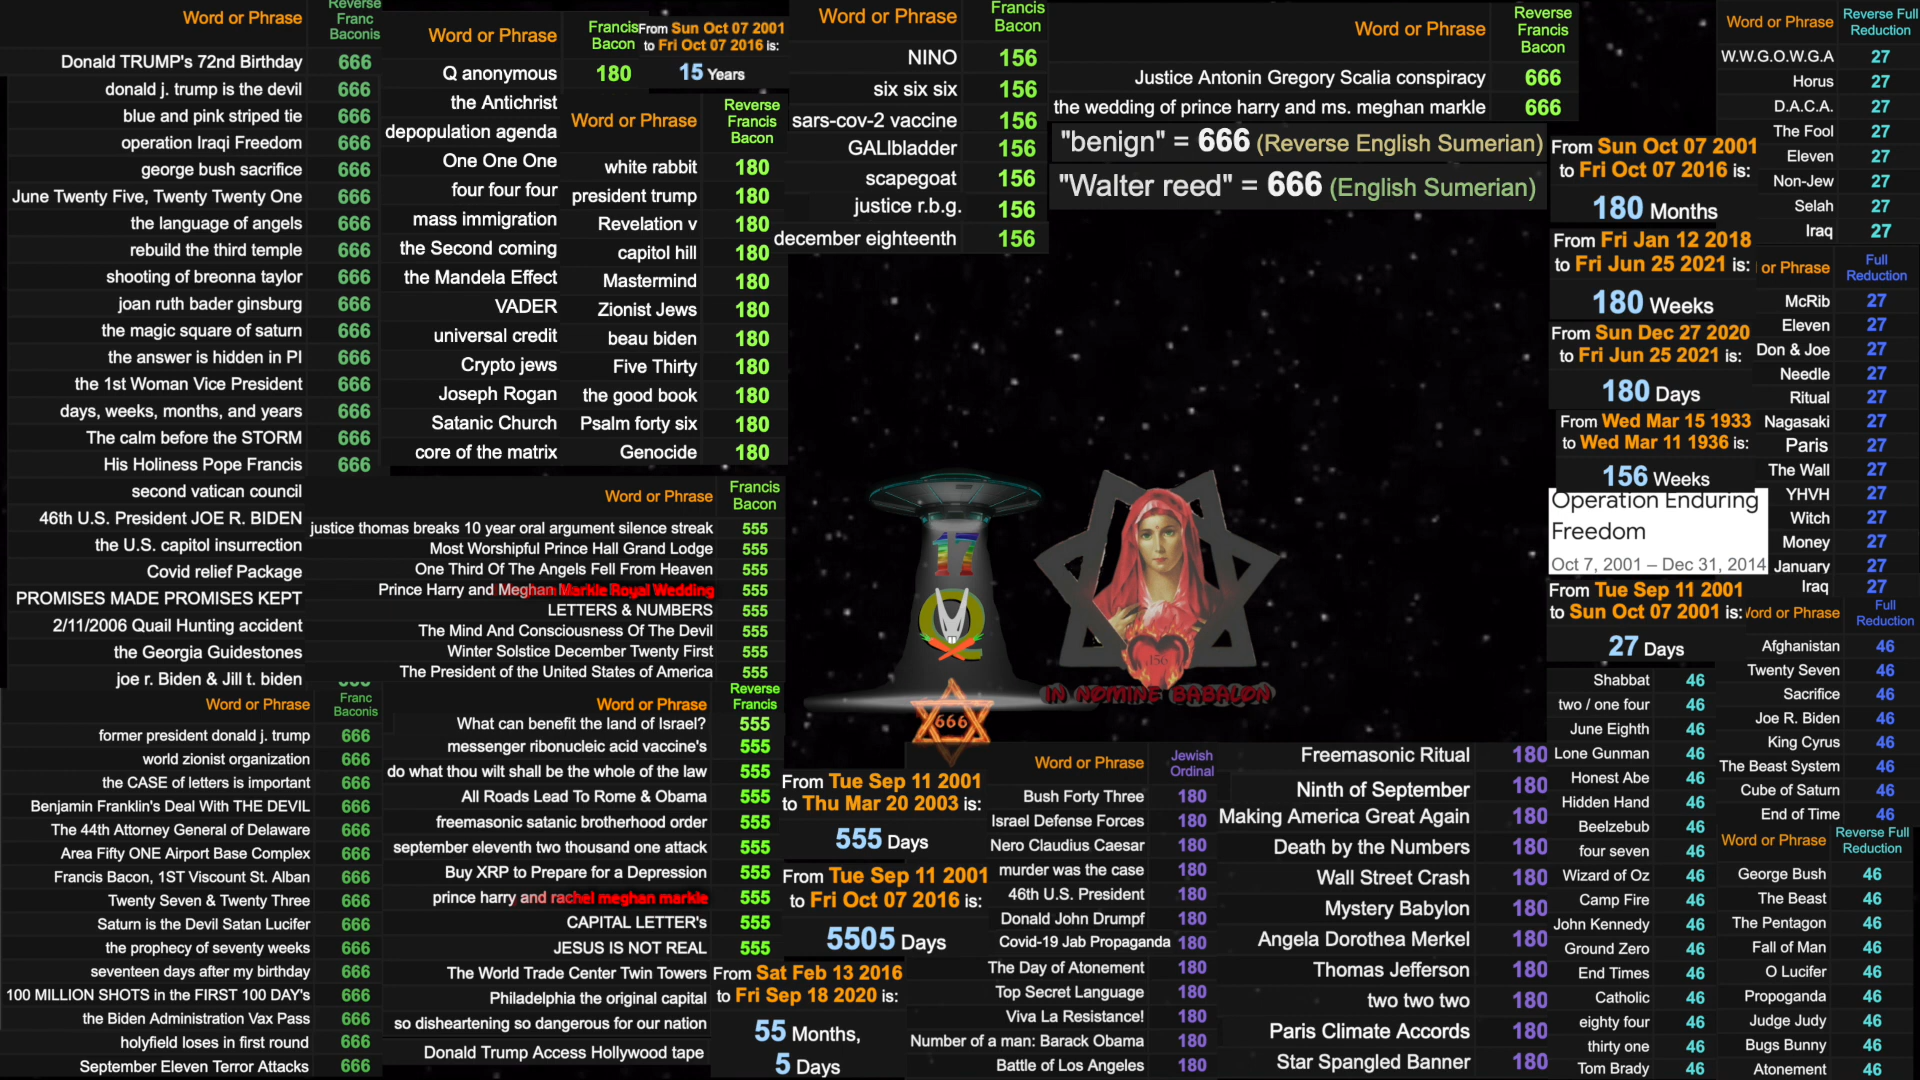 Word or Phrase Reverse Franc Baconis
Donald TRUMP's 72nd Birthday 666
donald j. trump is the devil 666
blue and pink striped tie 666
operation Iraqi Freedom 666
george bush sacrifice 666
June Twenty Five, Twenty Twenty One 666
the language of angels 666
rebuild the third temple 666
shooting of breonna taylor 666
joan ruth bader ginsburg 666
the magic square of saturn 666
the answer is hidden in PI 666
the 1st Woman Vice President 666
days, weeks, months, and years 666
The calm before the STORM 666
His Holiness Pope Francis 666
second vatican council
46th U.S. President JOE R. BIDEN
the U.S. capitol insurrection
Covid relief Package
PROMISES MADE PROMISES KEPT
2/11/2006 Quail Hunting accident
the Georgia Guidestones
joe r. Biden & Jill t. biden
Word or Phrase Franc Baconis
former president donald j. trump 666
world zionist organization 666
the CASE of letters is important 666
Benjamin Franklin's Deal With THE DEVIL 666
The 44th Attorney General of Delaware 666
Area Fifty ONE Airport Base Complex 666
Francis Bacon, 1ST Viscount St. Alban 666
Twenty Seven & Twenty Three 666
Saturn is the Devil Satan Lucifer 666
the prophecy of seventy weeks 666
seventeen days after my birthday 666
100 MILLION SHOTS in the FIRST 100 DAY's 666
the Biden Administration Vax Pass 666
holyfield loses in first round 666
September Eleven Terror Attacks 666
Word or Phrase Francis Bacon
Q anonymous 180
the Antichrist
depopulation agenda
One One One
four four four
mass immigration
the Second coming
the Mandela Effect
VADER
universal credit
Crypto jews
Joseph Rogan
Satanic Church
core of the matrix
From Sun Oct 07 2001
to Fri Oct 07 2016 is:
15 Years
Word or Phrase Reverse Francis Bacon
white rabbit 180
president trump 180
Revelation v 180
capitol hill 180
Mastermind 180
Zionist Jews 180
beau biden 180
Five Thirty 180
the good book 180
Psalm forty six 180
Genocide 180
Word or Phrase Francis Bacon
justice thomas breaks 10 year oral argument silence streak 555
Most Worshipful Prince Hall Grand Lodge 555
One Third Of The Angels Fell From Heaven 555
Prince Harry and Meghan Markle Royal Wedding 555
LETTERS & NUMBERS 555
The Mind And Consciousness Of The Devil 555
Winter Solstice December Twenty First 555
The President of the United States of America 555
Word or Phrase Reverse Francis
What can benefit the land of Israel? 555
messenger ribonucleic acid vaccine's 555
do what thou wilt shall be the whole of the law 555
All Roads Lead To Rome & Obama 555
freemasonic satanic brotherhood order 555
september eleventh two thousand one attack 555
Buy XRP to Prepare for a Depression 555
prince harry and rachel meghan markle 555
CAPITAL LETTER's 555
JESUS IS NOT REAL 555
The World Trade Center Twin Towers
Philadelphia the original capital
so disheartening so dangerous for our nation
Donald Trump Access Hollywood tape
Word or Phrase Francis Bacon
NINO 156
six six six 156
sars-cov-2 vaccine 156
GALlbladder 156
scapegoat 156
justice r.b.g. 156
december eighteenth 156
Word or Phrase Reverse Francis Bacon
Justice Antonin Gregory Scalia conspiracy 666
the wedding of prince harry and ms. meghan markle 666
"benign" = 666 (Reverse English Sumerian)
"Walter reed" = 666 (English Sumerian)
17
Q
666
156
IN NOMINE BABALON
From Tue Sep 11 2001
to Thu Mar 20 2003 is:
555 Days
From Tue Sep 11 2001
to Fri Oct 07 2016 is:
5505 Days
From Sat Feb 13 2016
to Fri Sep 18 2020 is:
55 Months,
5 Days
Word or Phrase Jewish Ordinal
Bush Forty Three 180
Israel Defense Forces 180
Nero Claudius Caesar 180
murder was the case 180
46th U.S. President 180
Donald John Drumpf 180
Covid-19 Jab Propaganda 180
The Day of Atonement 180
Top Secret Language 180
Viva La Resistance! 180
Number of a man: Barack Obama 180
Battle of Los Angeles 180
Freemasonic Ritual 180
Ninth of September 180
Making America Great Again 180
Death by the Numbers 180
Wall Street Crash 180
Mystery Babylon 180
Angela Dorothea Merkel 180
Thomas Jefferson 180
two two two 180
Paris Climate Accords 180
Star Spangled Banner 180
From Sun Oct 07 2001
to Fri Oct 07 2016 is:
180 Months
From Fri Jan 12 2018
to Fri Jun 25 2021 is:
180 Weeks
From Sun Dec 27 2020
to Fri Jun 25 2021 is:
180 Days
From Wed Mar 15 1933
to Wed Mar 11 1936 is:
156 Weeks
Operation Enduring
Freedom
Oct 7, 2001 – Dec 31, 2014
From Tue Sep 11 2001
to Sun Oct 07 2001 is:
27 Days
Shabbat 46
two / one four 46
June Eighth 46
Lone Gunman 46
Honest Abe 46
Hidden Hand 46
Beelzebub 46
four seven 46
Wizard of Oz 46
Camp Fire 46
John Kennedy 46
Ground Zero 46
End Times 46
Catholic 46
eighty four 46
thirty one 46
Tom Brady 46
Word or Phrase Reverse Full Reduction
W.W.G.O.W.G.A 27
Horus 27
D.A.C.A. 27
The Fool 27
Eleven 27
Non-Jew 27
Selah 27
Iraq 27
or Phrase Full Reduction
McRib 27
Eleven 27
Don & Joe 27
Needle 27
Ritual 27
Nagasaki 27
Paris 27
The Wall 27
YHVH 27
Witch 27
Money 27
January 27
Iraq 27
Word or Phrase Full Reduction
Afghanistan 46
Twenty Seven 46
Sacrifice 46
Joe R. Biden 46
King Cyrus 46
The Beast System 46
Cube of Saturn 46
End of Time 46
Word or Phrase Reverse Full Reduction
George Bush 46
The Beast 46
The Pentagon 46
Fall of Man 46
O Lucifer 46
Propoganda 46
Judge Judy 46
Bugs Bunny 46
Atonement 46